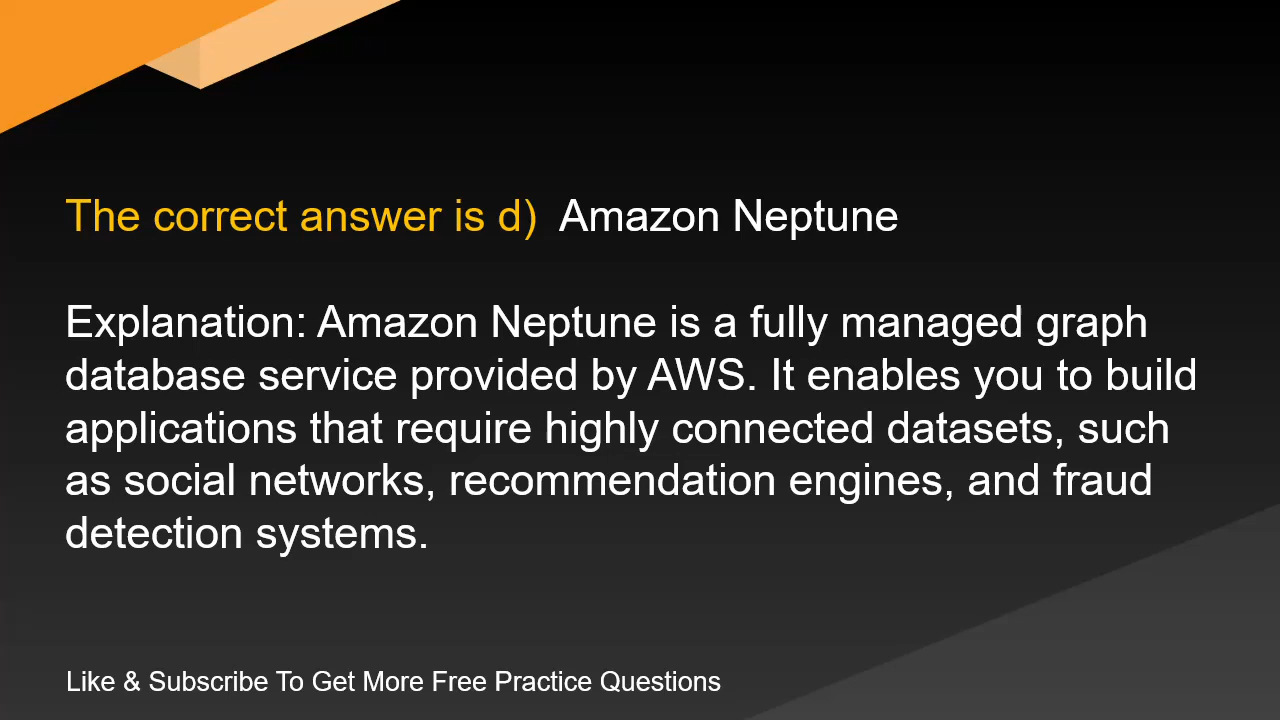 The correct answer is d) Amazon Neptune
Explanation: Amazon Neptune is a fully managed graph
database service provided by AWS. It enables you to build
applications that require highly connected datasets, such
as social networks, recommendation engines, and fraud
detection systems.
Like & Subscribe To Get More Free Practice Questions